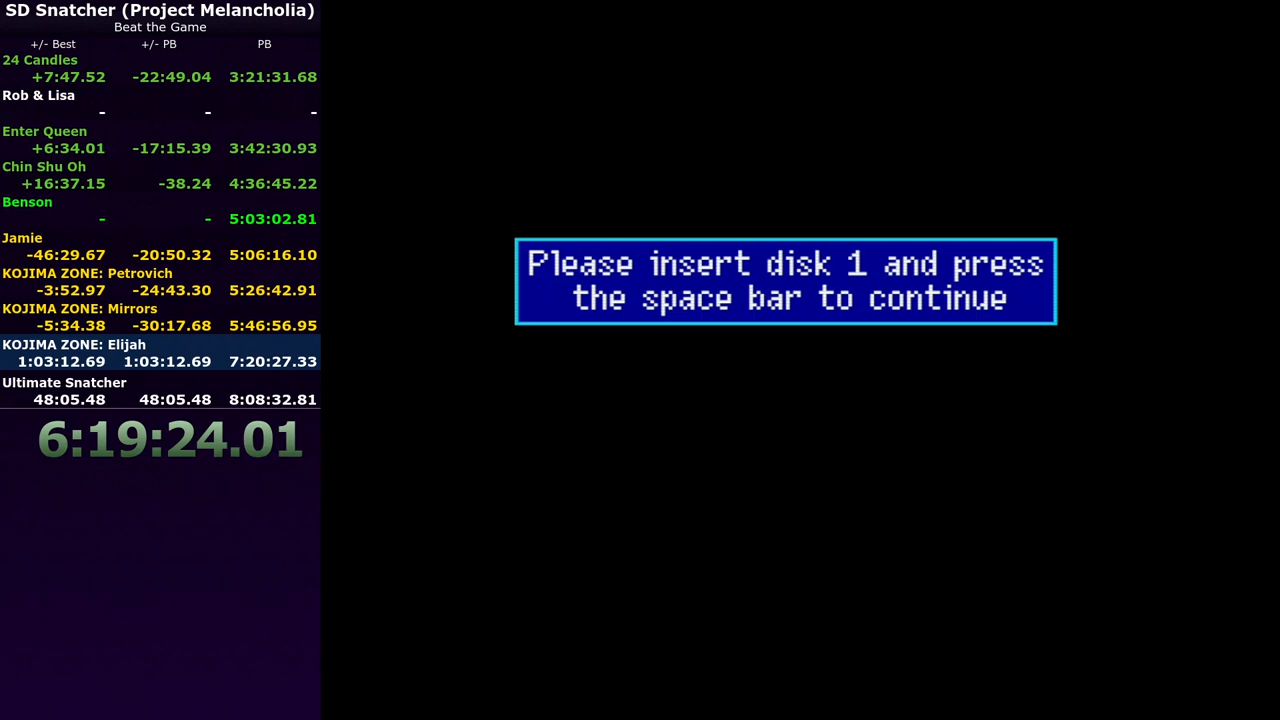 SD Snatcher (Project Melancholia)
Beat the Game
+/- Best +/- PB PB
24 Candles
+7:47.52 -22:49.04 3:21:31.68
Rob & Lisa
- - -
Enter Queen
+6:34.01 -17:15.39 3:42:30.93
Chin Shu Oh
+16:37.15 -38.24 4:36:45.22
Benson
- - 5:03:02.81
Jamie
-46:29.67 -20:50.32 5:06:16.10
KOJIMA ZONE: Petrovich
-3:52.97 -24:43.30 5:26:42.91
KOJIMA ZONE: Mirrors
-5:34.38 -30:17.68 5:46:56.95
KOJIMA ZONE: Elijah
1:03:12.69 1:03:12.69 7:20:27.33
Ultimate Snatcher
48:05.48 48:05.48 8:08:32.81
6:19:24.01
Please insert disk 1 and press
the space bar to continue